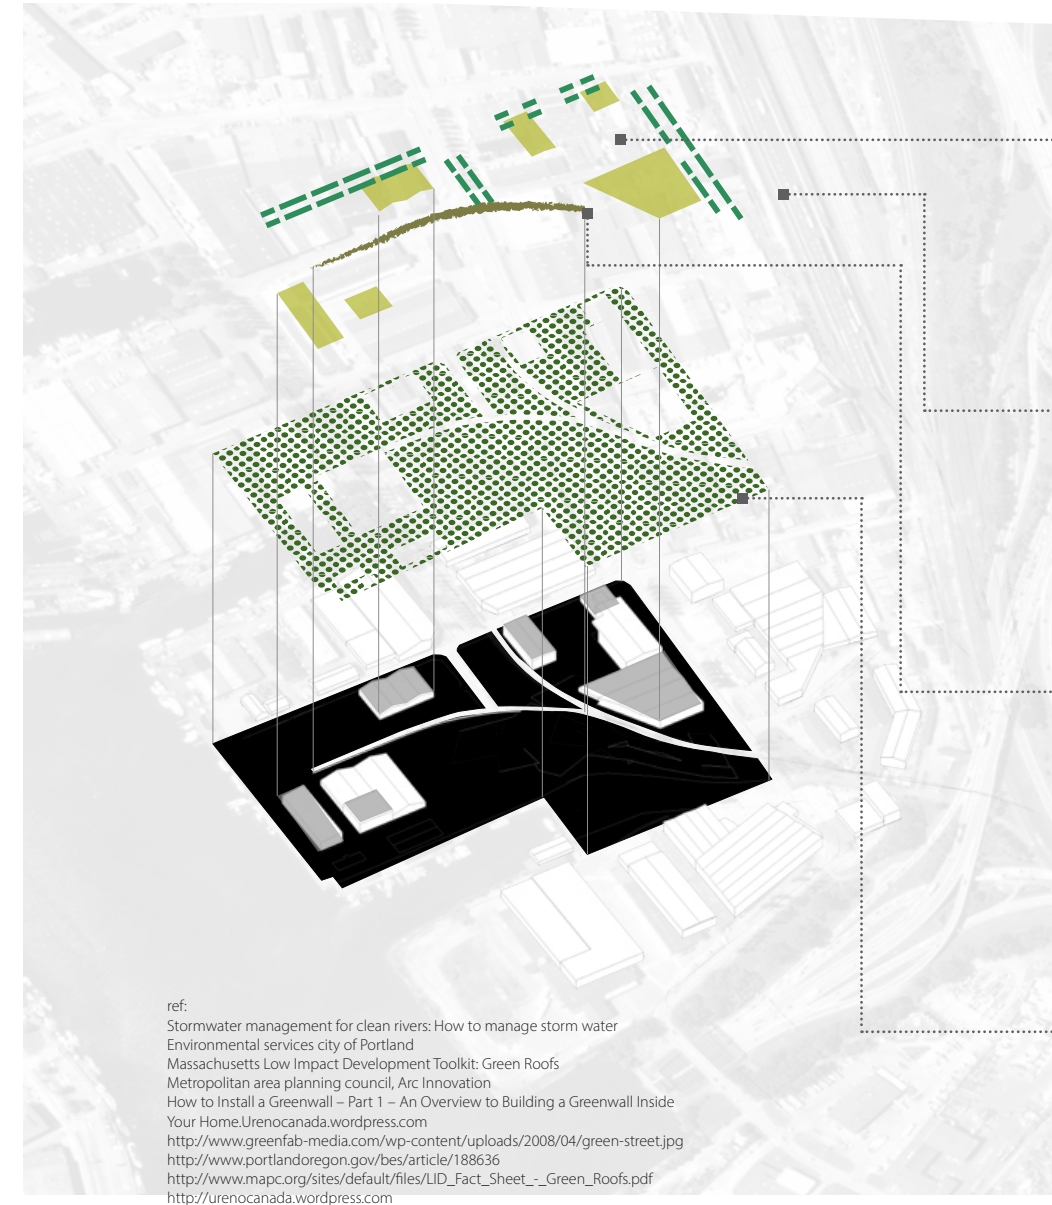 ref:
Stormwater management for clean rivers: How to manage storm water
Environmental services city of Portland
Massachusetts Low Impact Development Toolkit: Green Roofs
Metropolitan area planning council, Arc Innovation
How to Install a Greenwall – Part 1 – An Overview to Building a Greenwall Inside
Your Home.Urenocanada.wordpress.com
http://www.greenfab-media.com/wp-content/uploads/2008/04/green-street.jpg
http://www.portlandoregon.gov/bes/article/188636
http://www.mapc.org/sites/default/files/LID_Fact_Sheet_-_Green_Roofs.pdf
http://urenocanada.wordpress.com